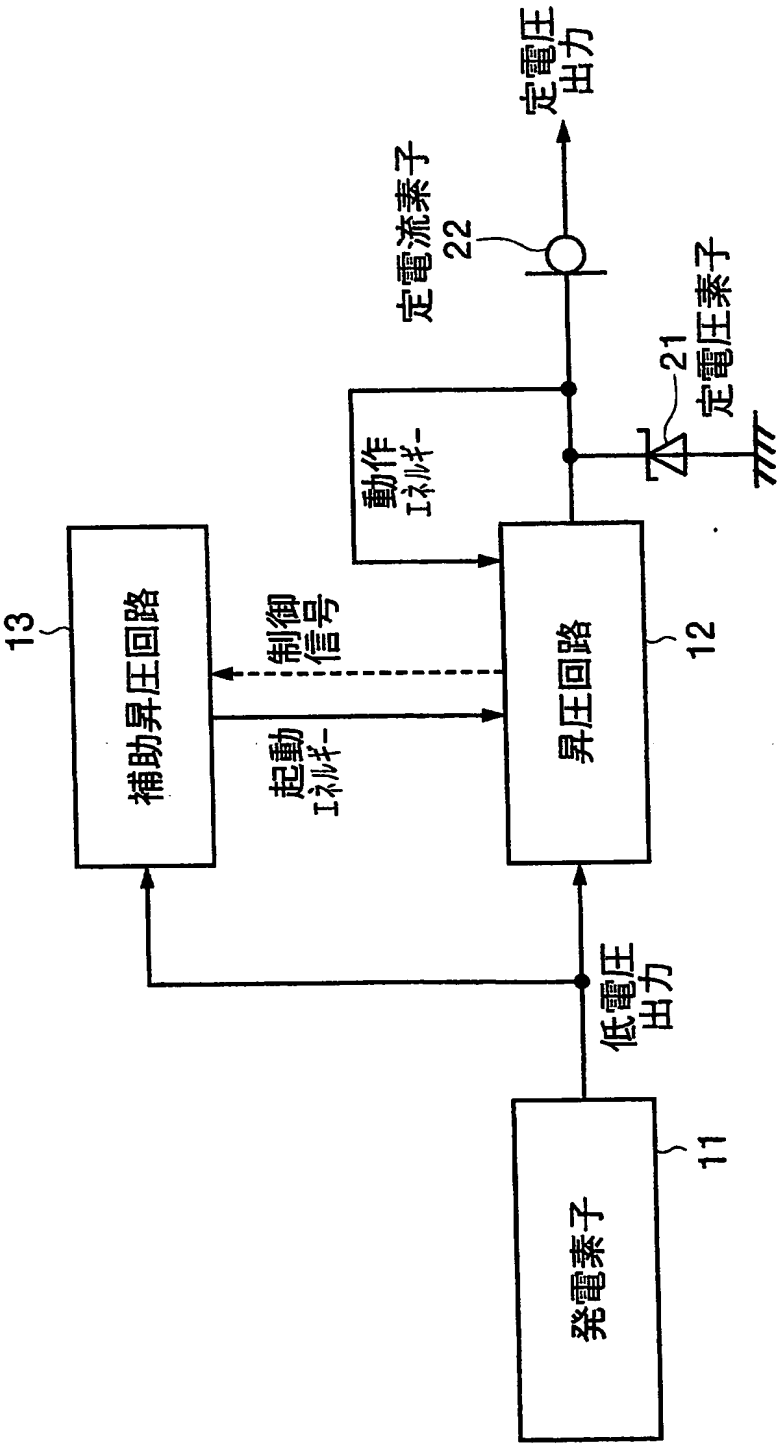 13
補助昇圧回路
起動
エネルギー
制御
信号
動作
エネルギー
定電流素子
22
定電圧
出力
発電素子
11
低電圧
出力
昇圧回路
12
21
定電圧素子